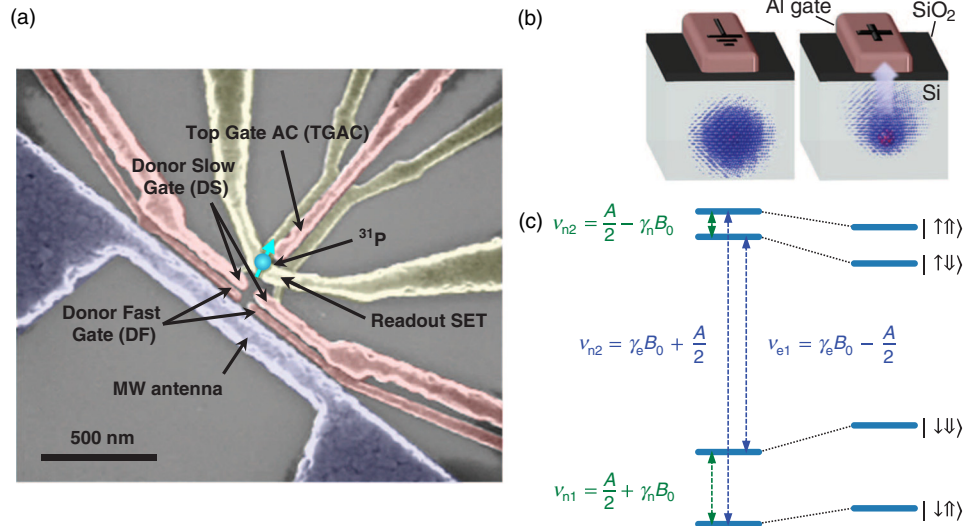 (a)
Top Gate AC (TGAC)
Donor Slow
Gate (DS)
³¹P
Donor Fast
Gate (DF)
Readout SET
MW antenna
500 nm
(b)
Al gate
SiO₂
Si
(c)
νₙ₂ = A/2 − γₙB₀
| ↑⇑⟩
| ↑⇓⟩
νₙ₂ = γₑB₀ + A/2
νₑ₁ = γₑB₀ − A/2
| ↓⇓⟩
νₙ₁ = A/2 + γₙB₀
| ↓⇑⟩